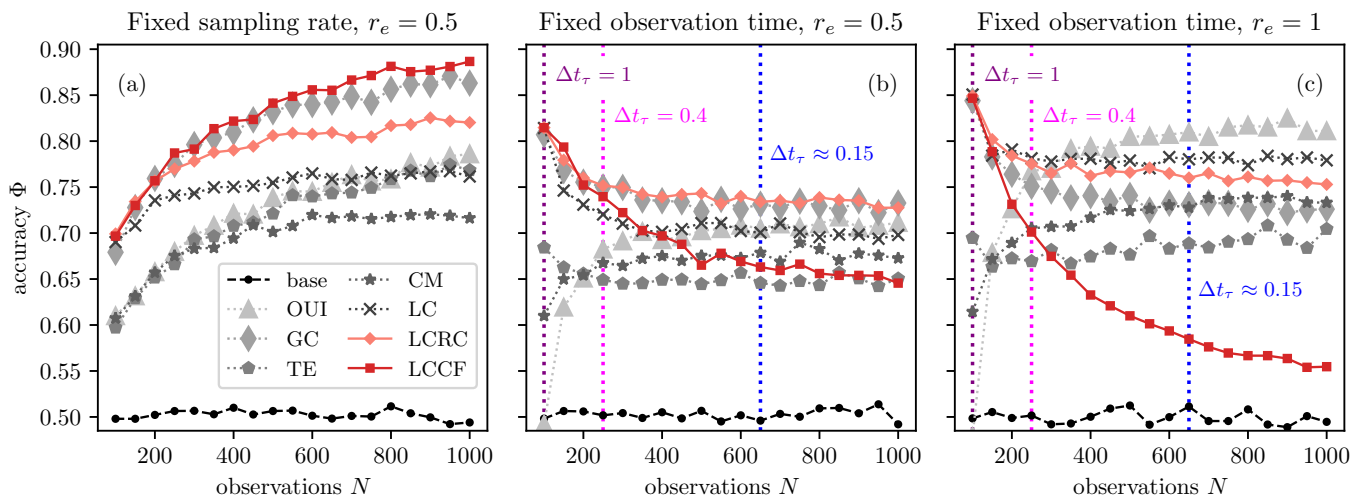 Fixed sampling rate, r_e = 0.5
Fixed observation time, r_e = 0.5
Fixed observation time, r_e = 1
accuracy Φ
0.90
0.85
0.80
0.75
0.70
0.65
0.60
0.55
0.50
(a)
base
OUI
GC
TE
CM
LC
LCRC
LCCF
200
400
600
800
1000
observations N
(b)
Δt_τ = 1
Δt_τ = 0.4
Δt_τ ≈ 0.15
200
400
600
800
1000
observations N
(c)
Δt_τ = 1
Δt_τ = 0.4
Δt_τ ≈ 0.15
200
400
600
800
1000
observations N